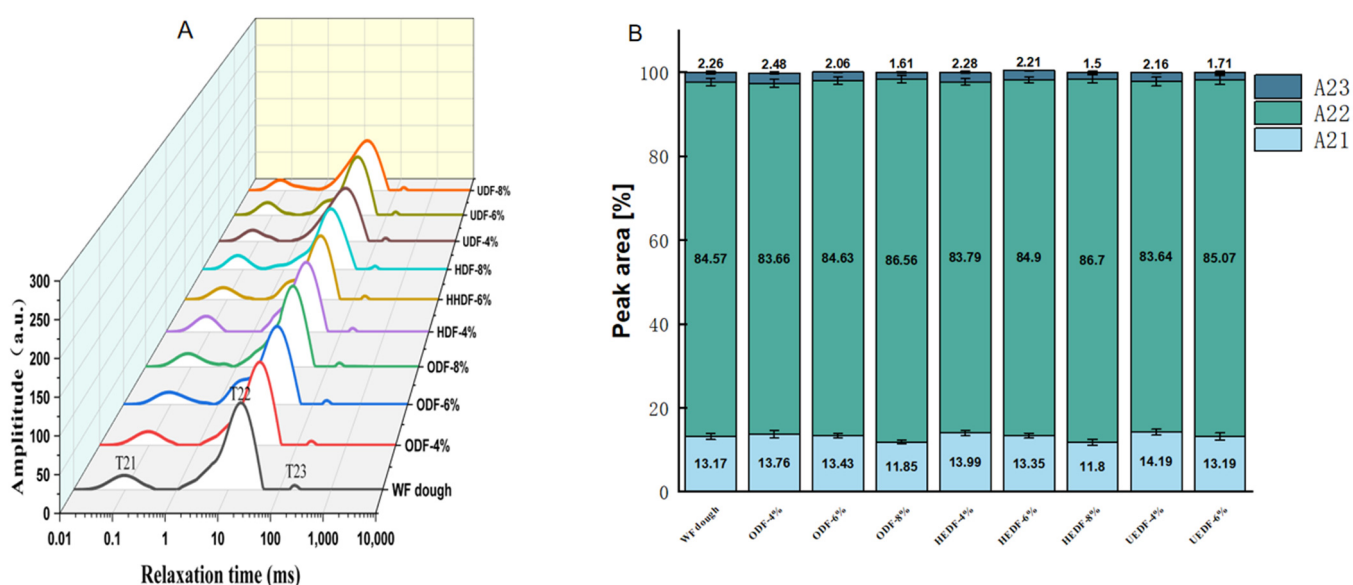 A
300
250
200
150
100
50
0
Amplitude (a.u.)
0.01 0.1 1 10 100 1,000 10,000
Relaxation time (ms)
T21
T22
T23
UDF-8%
UDF-6%
UDF-4%
HDF-8%
HHDF-6%
HDF-4%
ODF-8%
ODF-6%
ODF-4%
WF dough
B
Peak area [%]
100
80
60
40
20
0
2.26 2.48 2.06 1.61 2.28 2.21 1.5 2.16 1.71
84.57 83.66 84.63 86.56 83.79 84.9 86.7 83.64 85.07
13.17 13.76 13.43 11.85 13.99 13.35 11.8 14.19 13.19
WF dough ODF-4% ODF-6% ODF-8% HEDF-4% HEDF-6% HEDF-8% UEDF-4% UEDF-6%
A23
A22
A21